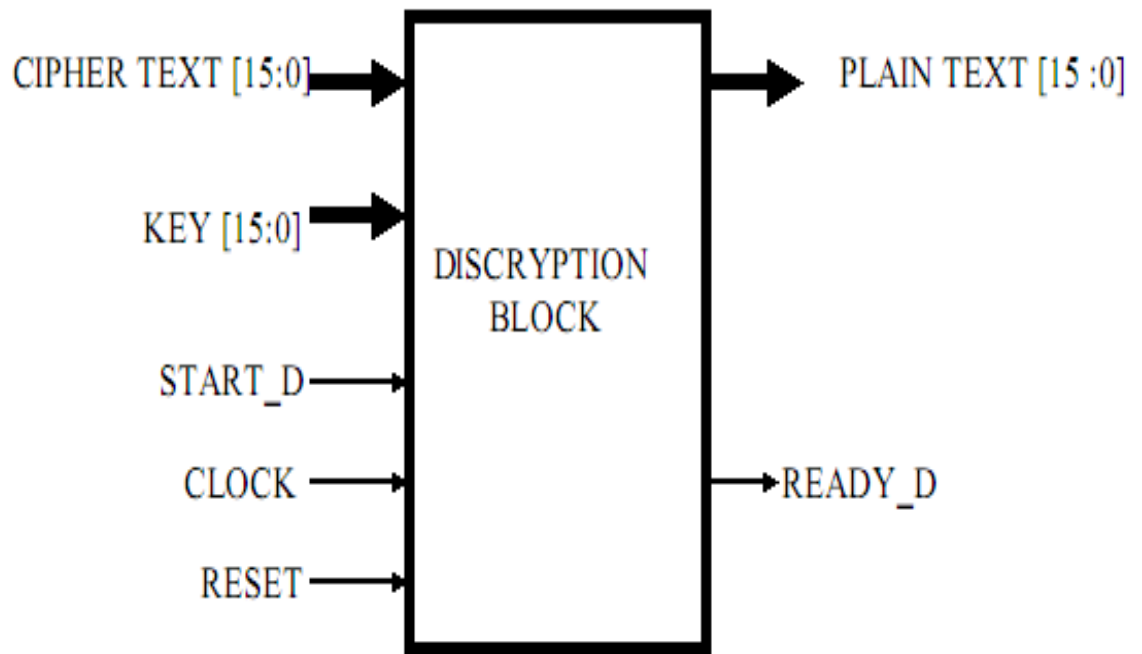 CIPHER TEXT [15:0]
PLAIN TEXT [15 :0]
KEY [15:0]
DISCRYPTION
BLOCK
START_D
CLOCK
READY_D
RESET